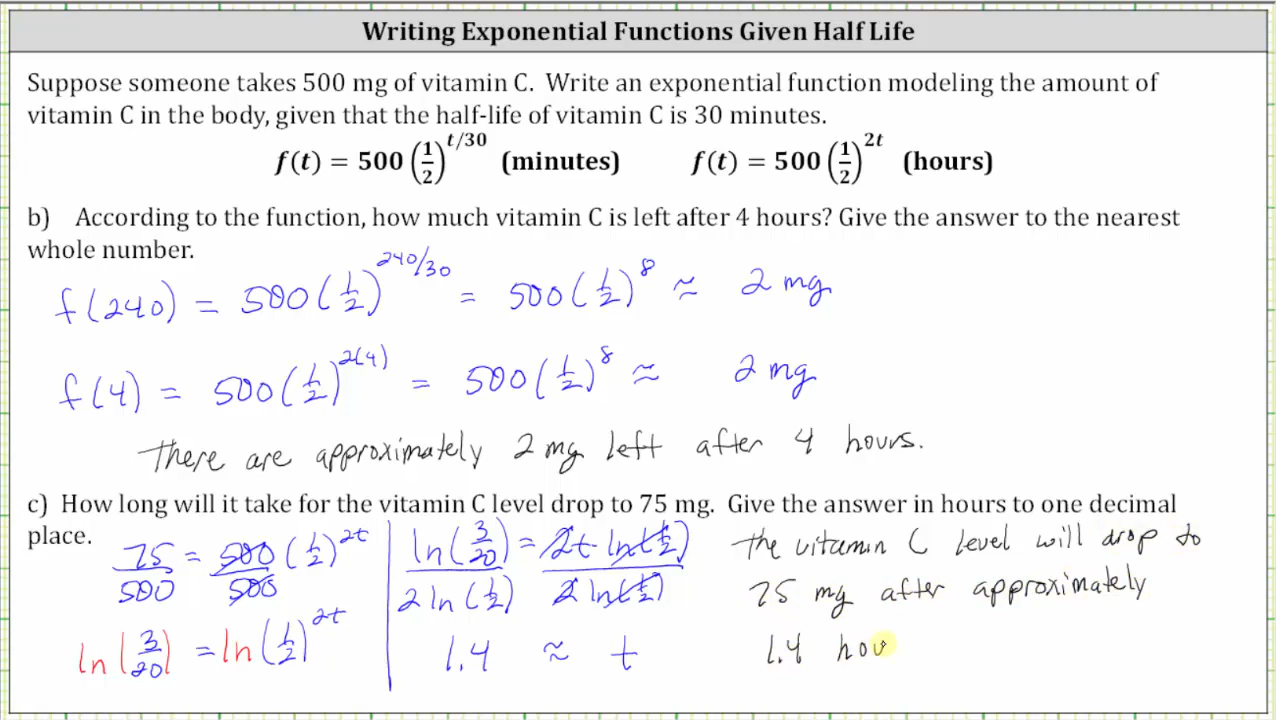 Writing Exponential Functions Given Half Life
Suppose someone takes 500 mg of vitamin C. Write an exponential function modeling the amount of
vitamin C in the body, given that the half-life of vitamin C is 30 minutes.
f(t) = 500 (1/2)^(t/30) (minutes) f(t) = 500 (1/2)^(2t) (hours)
b) According to the function, how much vitamin C is left after 4 hours? Give the answer to the nearest
whole number.
f(240) = 500 (1/2)^(240/30) = 500 (1/2)^8 ≈ 2 mg
f(4) = 500 (1/2)^(2(4)) = 500 (1/2)^8 ≈ 2 mg
There are approximately 2 mg left after 4 hours.
c) How long will it take for the vitamin C level drop to 75 mg. Give the answer in hours to one decimal
place.
75/500 = 500/500 (1/2)^(2t)
ln(3/20) = ln(1/2)^(2t)
ln(3/20)/(2 ln(1/2)) = 2t·ln(1/2)/(2 ln(1/2))
1.4 ≈ t
The vitamin C level will drop to
75 mg after approximately
1.4 hou